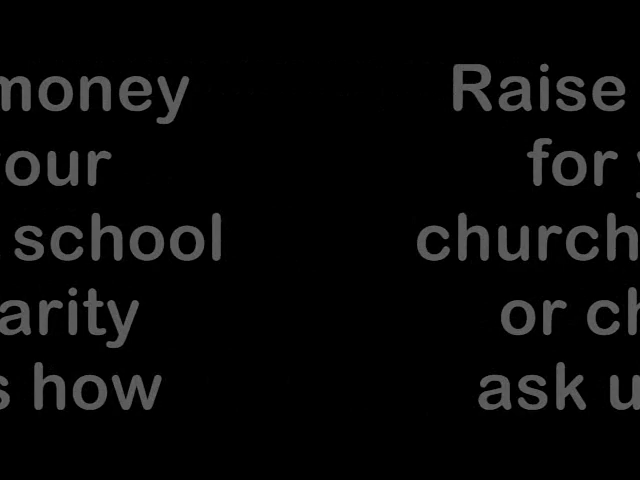 money
our
school
arity
s how
Raise
for
church
or ch
ask u